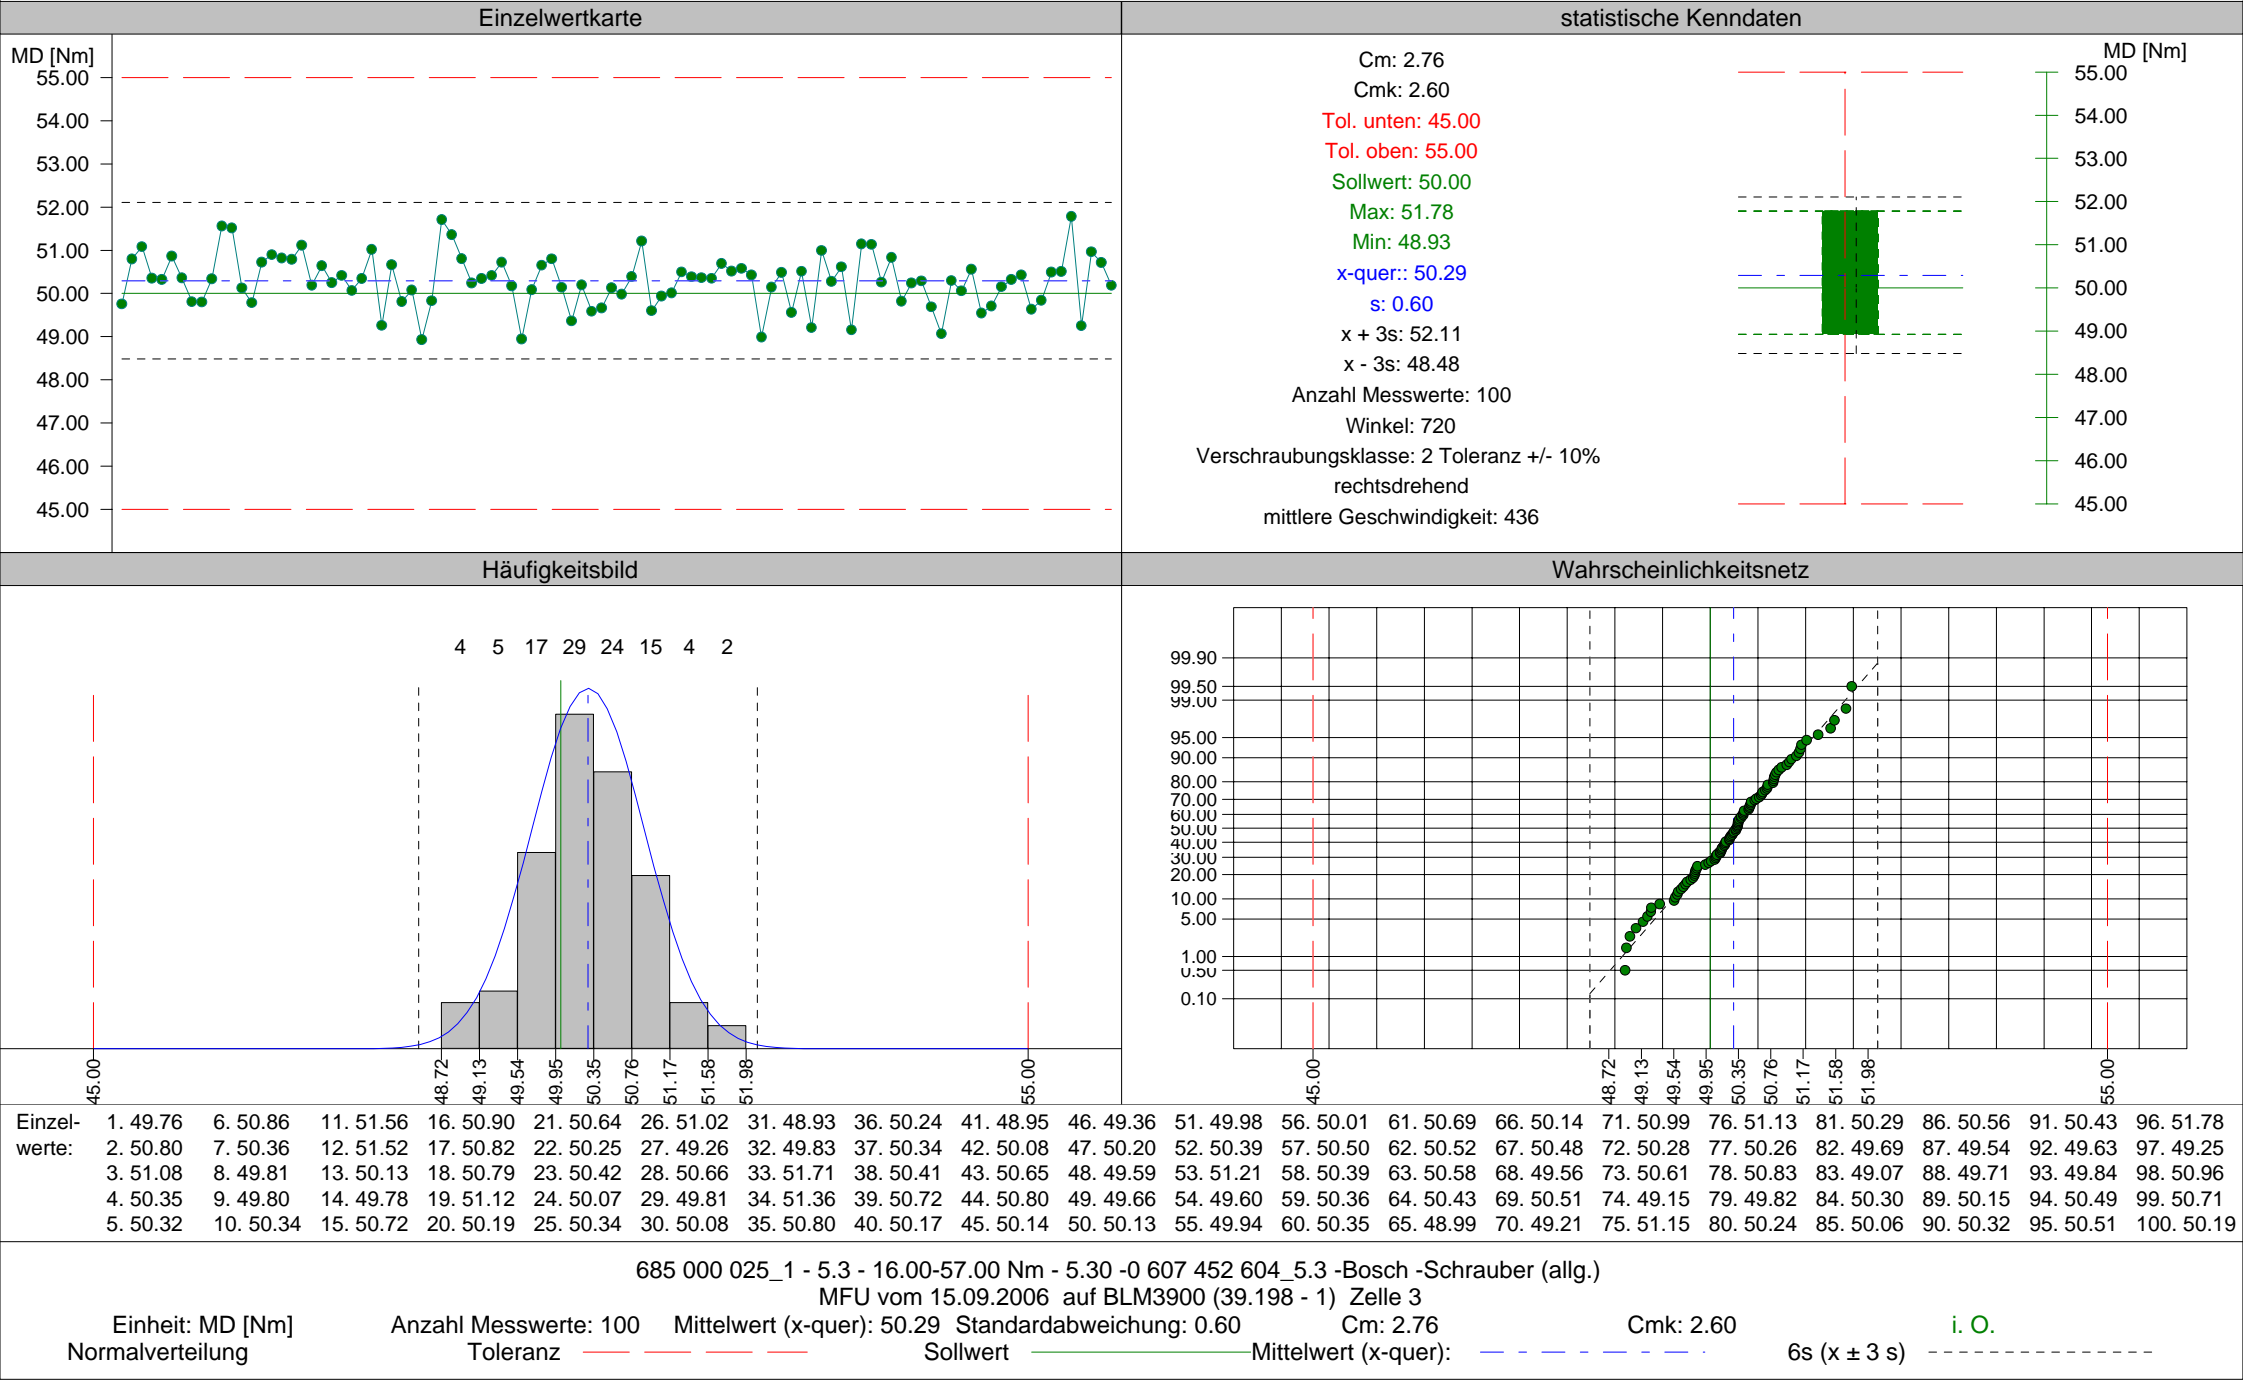 Einzelwertkarte
MD [Nm]
55.00
54.00
53.00
52.00
51.00
50.00
49.00
48.00
47.00
46.00
45.00
statistische Kenndaten
Cm: 2.76
Cmk: 2.60
Tol. unten: 45.00
Tol. oben: 55.00
Sollwert: 50.00
Max: 51.78
Min: 48.93
x-quer:: 50.29
s: 0.60
x + 3s: 52.11
x - 3s: 48.48
Anzahl Messwerte: 100
Winkel: 720
Verschraubungsklasse: 2 Toleranz +/- 10%
rechtsdrehend
mittlere Geschwindigkeit: 436
MD [Nm]
55.00
54.00
53.00
52.00
51.00
50.00
49.00
48.00
47.00
46.00
45.00
Häufigkeitsbild
4 5 17 29 24 15 4 2
45.00 48.72 49.13 49.54 49.95 50.35 50.76 51.17 51.58 51.98 55.00
Wahrscheinlichkeitsnetz
99.90
99.50
99.00
95.00
90.00
80.00
70.00
60.00
50.00
40.00
30.00
20.00
10.00
5.00
1.00
0.50
0.10
45.00 48.72 49.13 49.54 49.95 50.35 50.76 51.17 51.58 51.98 55.00
Einzel- 1. 49.76 6. 50.86 11. 51.56 16. 50.90 21. 50.64 26. 51.02 31. 48.93 36. 50.24 41. 48.95 46. 49.36 51. 49.98 56. 50.01 61. 50.69 66. 50.14 71. 50.99 76. 51.13 81. 50.29 86. 50.56 91. 50.43 96. 51.78
werte: 2. 50.80 7. 50.36 12. 51.52 17. 50.82 22. 50.25 27. 49.26 32. 49.83 37. 50.34 42. 50.08 47. 50.20 52. 50.39 57. 50.50 62. 50.52 67. 50.48 72. 50.28 77. 50.26 82. 49.69 87. 49.54 92. 49.63 97. 49.25
3. 51.08 8. 49.81 13. 50.13 18. 50.79 23. 50.42 28. 50.66 33. 51.71 38. 50.41 43. 50.65 48. 49.59 53. 51.21 58. 50.39 63. 50.58 68. 49.56 73. 50.61 78. 50.83 83. 49.07 88. 49.71 93. 49.84 98. 50.96
4. 50.35 9. 49.80 14. 49.78 19. 51.12 24. 50.07 29. 49.81 34. 51.36 39. 50.72 44. 50.80 49. 49.66 54. 49.60 59. 50.36 64. 50.43 69. 50.51 74. 49.15 79. 49.82 84. 50.30 89. 50.15 94. 50.49 99. 50.71
5. 50.32 10. 50.34 15. 50.72 20. 50.19 25. 50.34 30. 50.08 35. 50.80 40. 50.17 45. 50.14 50. 50.13 55. 49.94 60. 50.35 65. 48.99 70. 49.21 75. 51.15 80. 50.24 85. 50.06 90. 50.32 95. 50.51 100. 50.19
685 000 025_1 - 5.3 - 16.00-57.00 Nm - 5.30 -0 607 452 604_5.3 -Bosch -Schrauber (allg.)
MFU vom 15.09.2006 auf BLM3900 (39.198 - 1) Zelle 3
Einheit: MD [Nm] Anzahl Messwerte: 100 Mittelwert (x-quer): 50.29 Standardabweichung: 0.60 Cm: 2.76 Cmk: 2.60 i. O.
Normalverteilung Toleranz Sollwert Mittelwert (x-quer): 6s (x ± 3 s)